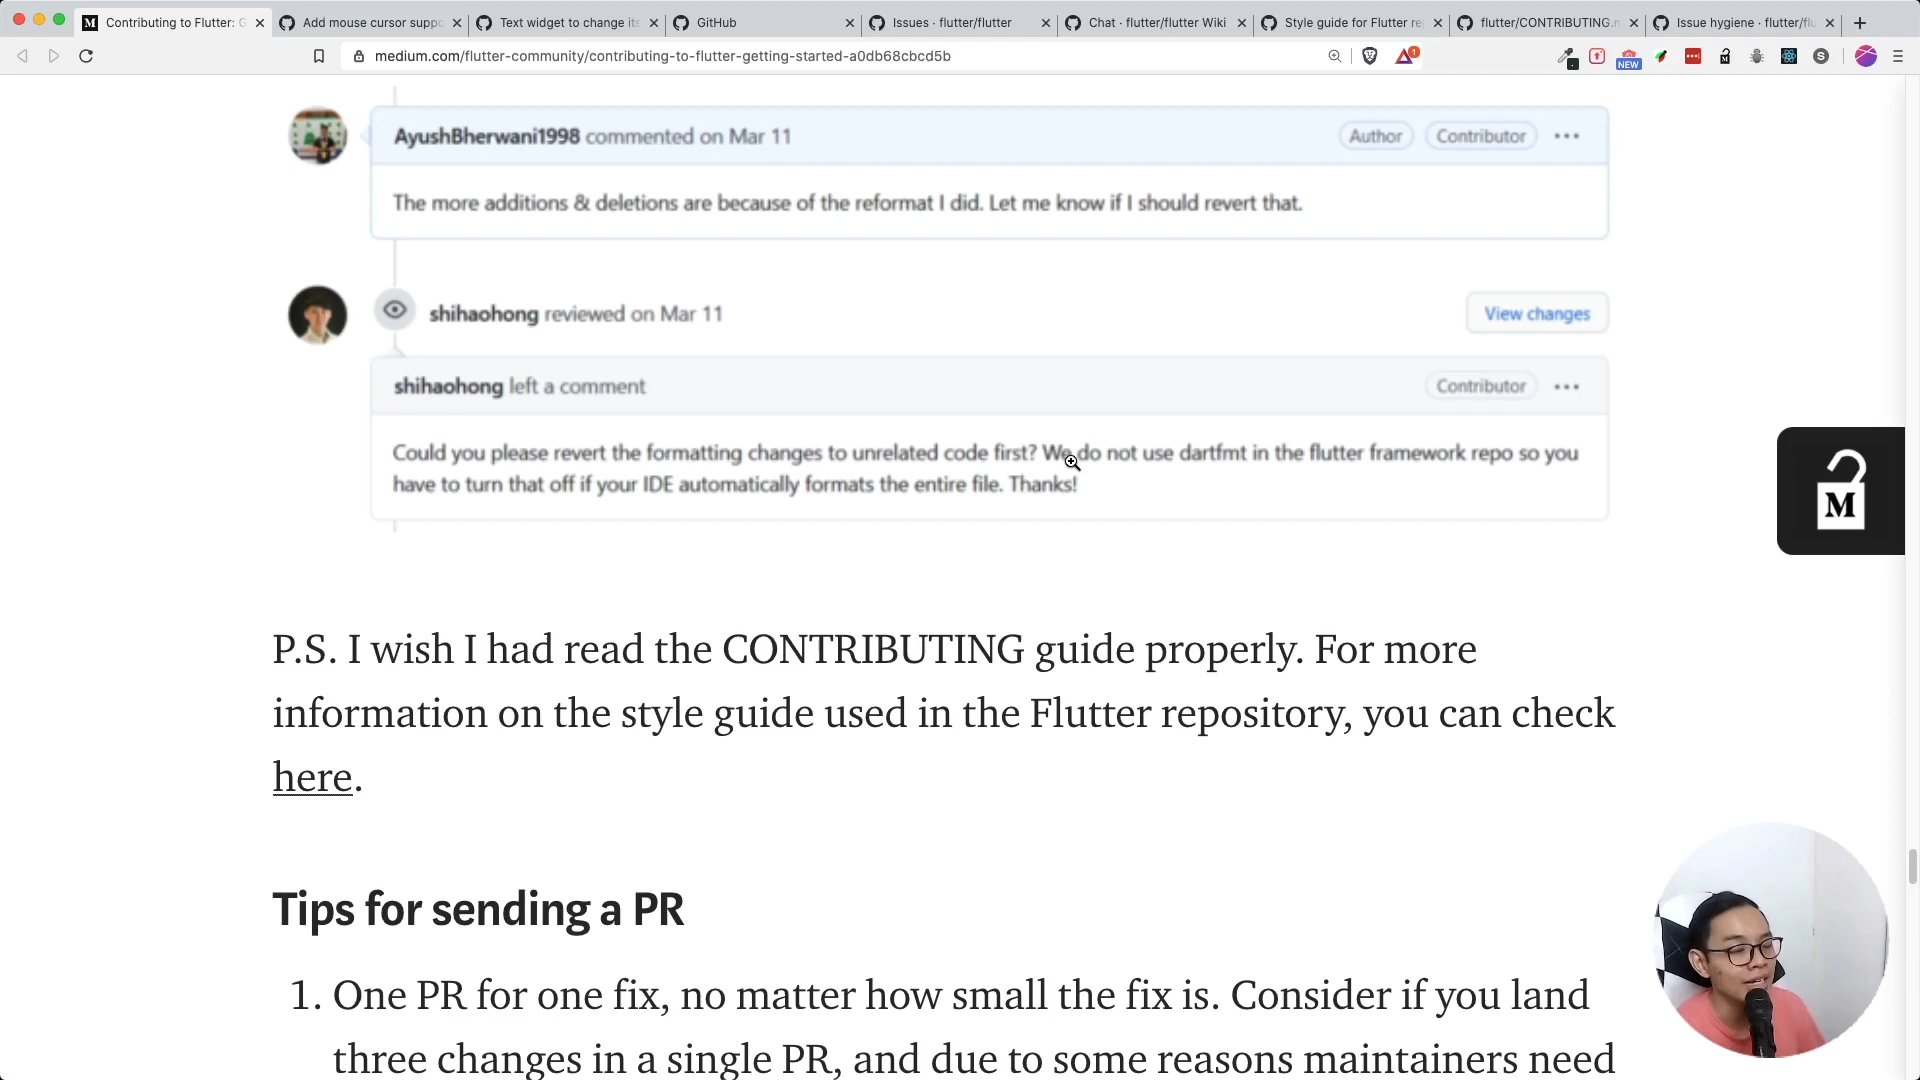 Contributing to Flutter: G
Add mouse cursor suppo
Text widget to change its
GitHub
Issues · flutter/flutter
Chat · flutter/flutter Wiki
Style guide for Flutter re
flutter/CONTRIBUTING.m
Issue hygiene · flutter/flu
medium.com/flutter-community/contributing-to-flutter-getting-started-a0db68cbcd5b
1
NEW
S
AyushBherwani1998 commented on Mar 11
Author
Contributor
The more additions & deletions are because of the reformat I did. Let me know if I should revert that.
shihaohong reviewed on Mar 11
View changes
shihaohong left a comment
Contributor
Could you please revert the formatting changes to unrelated code first? We do not use dartfmt in the flutter framework repo so you
have to turn that off if your IDE automatically formats the entire file. Thanks!
M
P.S. I wish I had read the CONTRIBUTING guide properly. For more
information on the style guide used in the Flutter repository, you can check
here.
Tips for sending a PR
1. One PR for one fix, no matter how small the fix is. Consider if you land
three changes in a single PR, and due to some reasons maintainers need